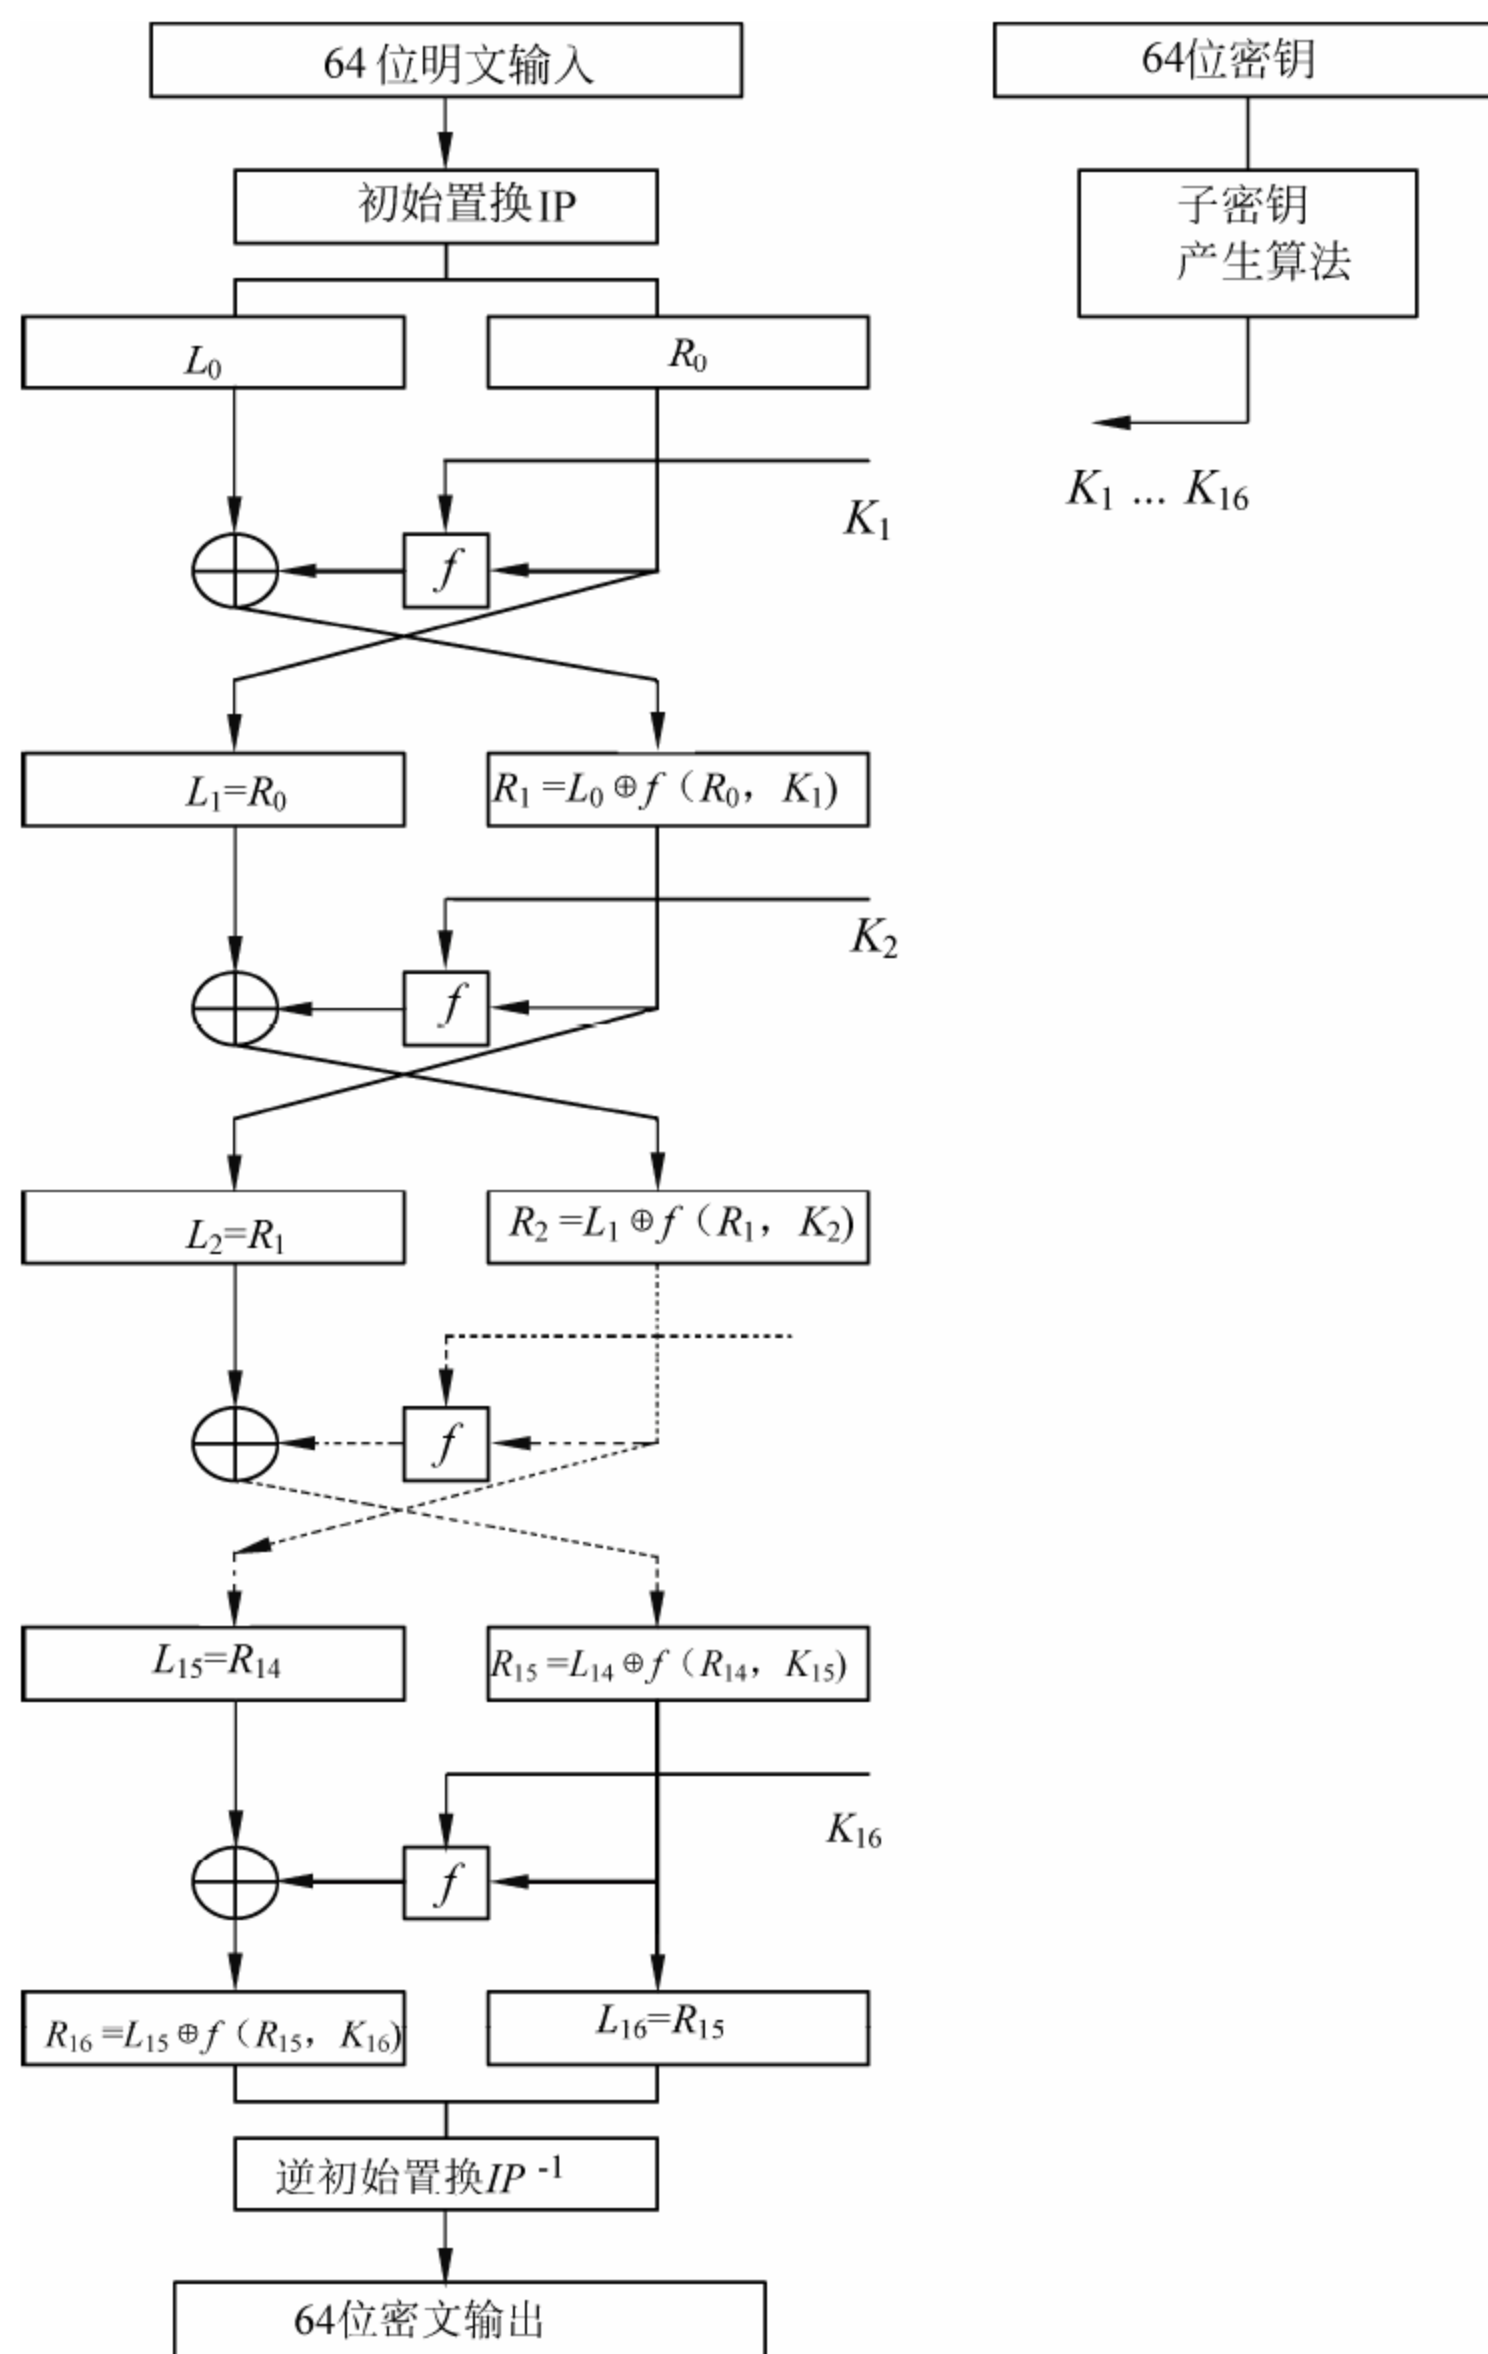 64位明文输入
64位密钥
初始置换IP
子密钥
产生算法
L₀
R₀
K₁ ... K₁₆
K₁
f
L₁=R₀
R₁=L₀⊕f(R₀，K₁)
K₂
f
L₂=R₁
R₂=L₁⊕f(R₁，K₂)
f
L₁₅=R₁₄
R₁₅=L₁₄⊕f(R₁₄，K₁₅)
K₁₆
f
R₁₆=L₁₅⊕f(R₁₅，K₁₆)
L₁₆=R₁₅
逆初始置换IP⁻¹
64位密文输出